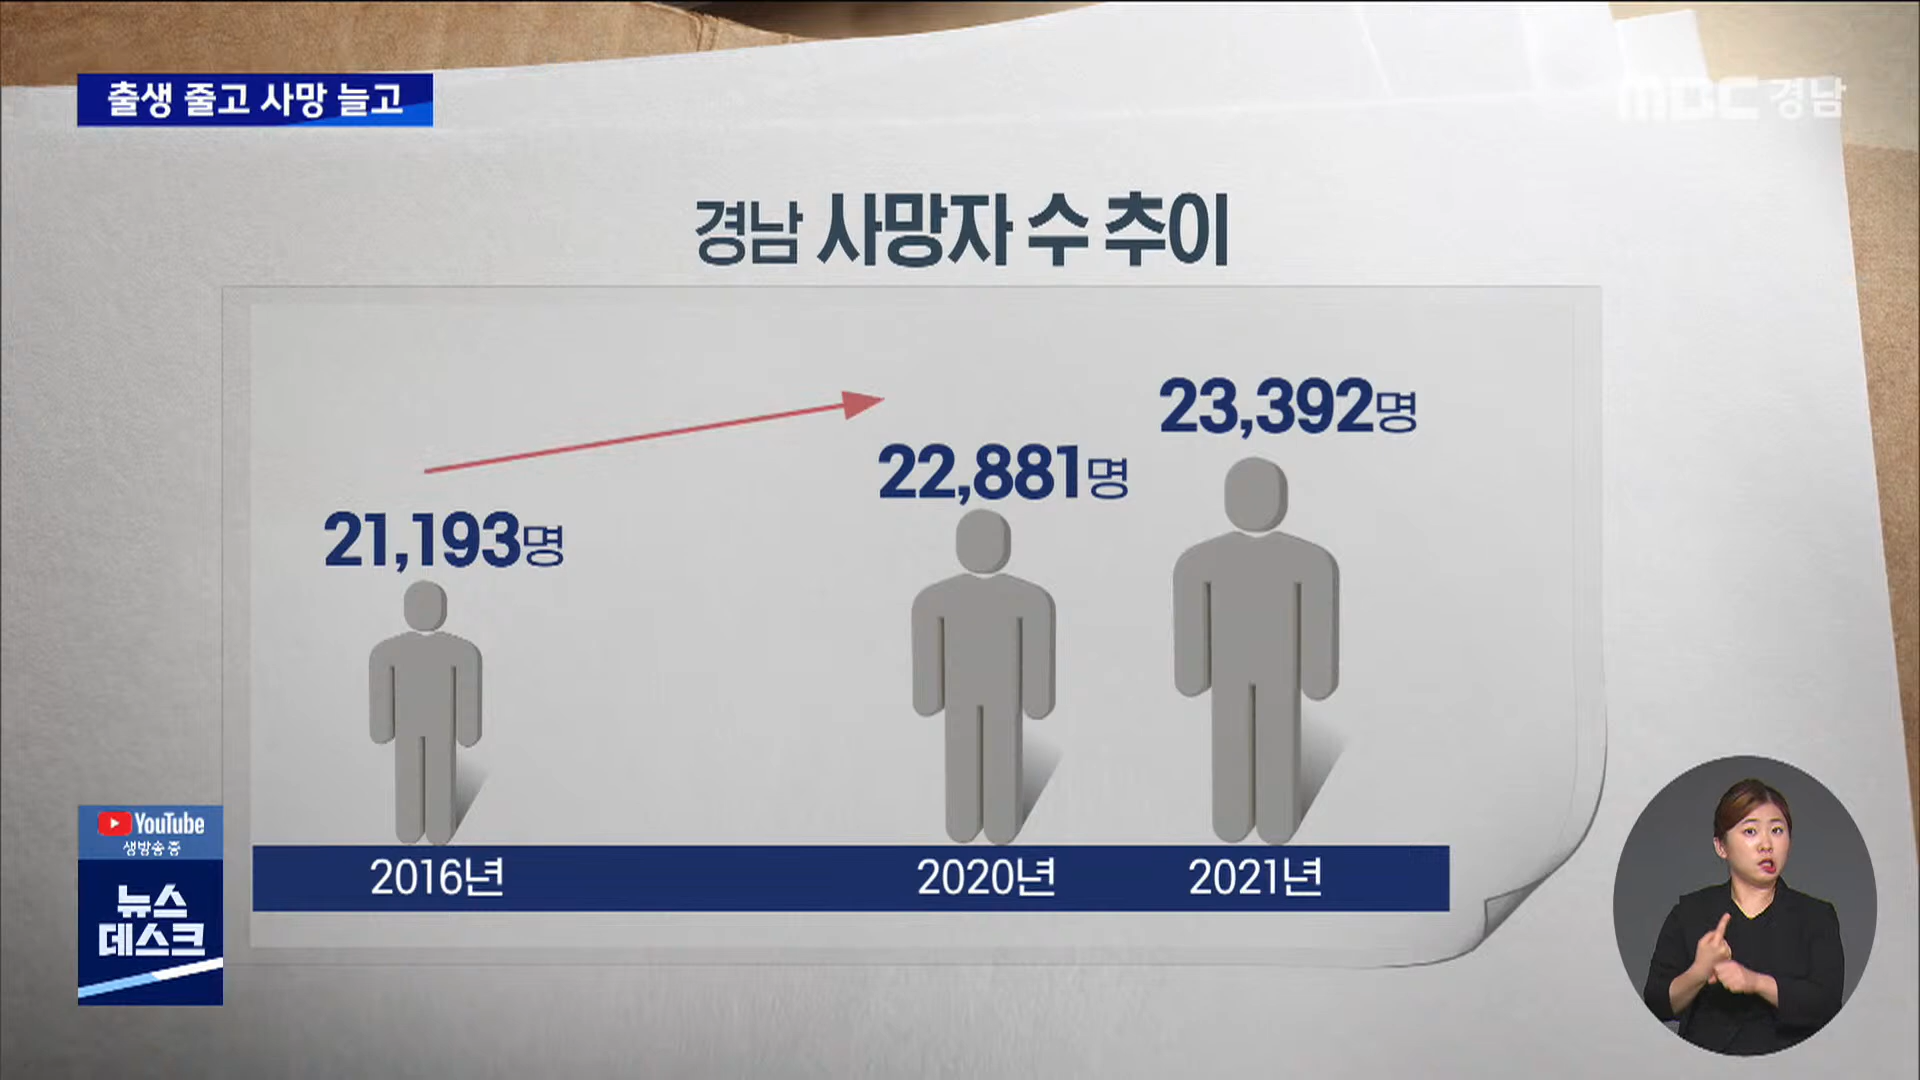 출생 줄고 사망 늘고
MBC경남
경남 사망자 수 추이
23,392명
22,881명
21,193명
2016년
2020년
2021년
YouTube
생방송 중
뉴스
데스크